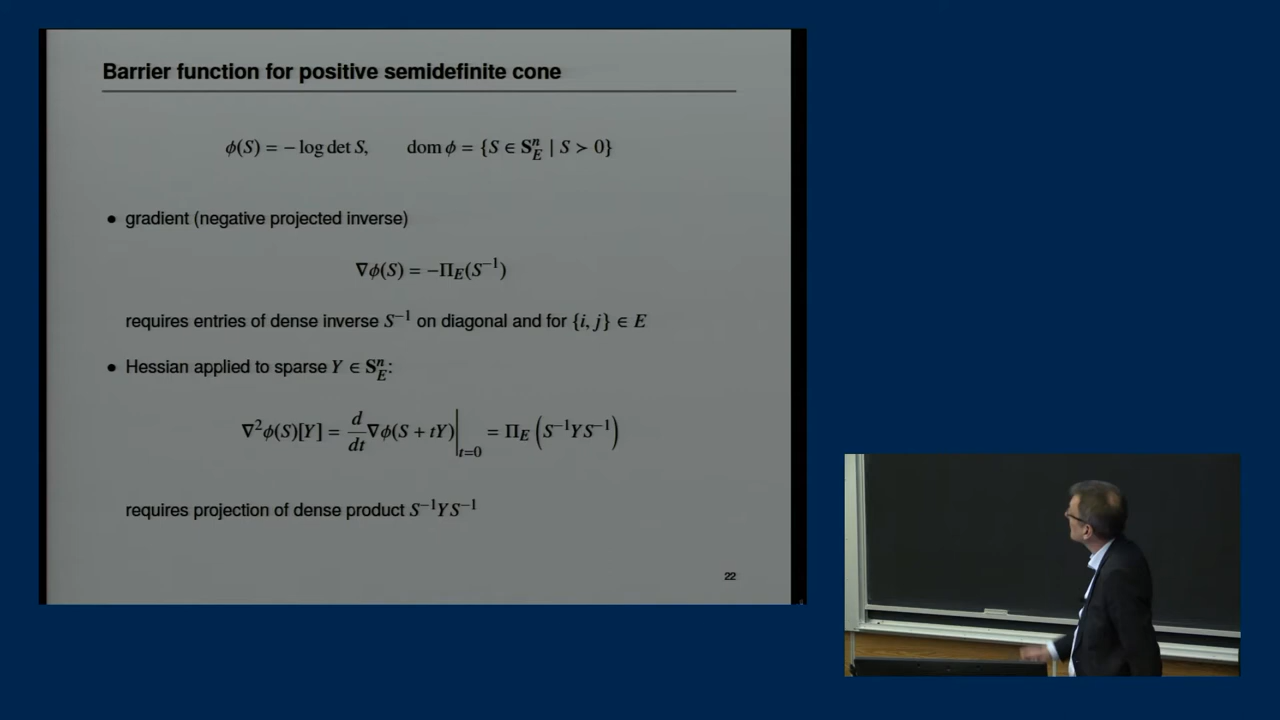 Barrier function for positive semidefinite cone
ϕ(S) = − log det S,   dom ϕ = {S ∈ S^n_E | S ≻ 0}
• gradient (negative projected inverse)
∇ϕ(S) = −Π_E(S^{−1})
requires entries of dense inverse S^{−1} on diagonal and for {i, j} ∈ E
• Hessian applied to sparse Y ∈ S^n_E:
∇²ϕ(S)[Y] = d/dt ∇ϕ(S + tY)|_{t=0} = Π_E (S^{−1}YS^{−1})
requires projection of dense product S^{−1}YS^{−1}
22